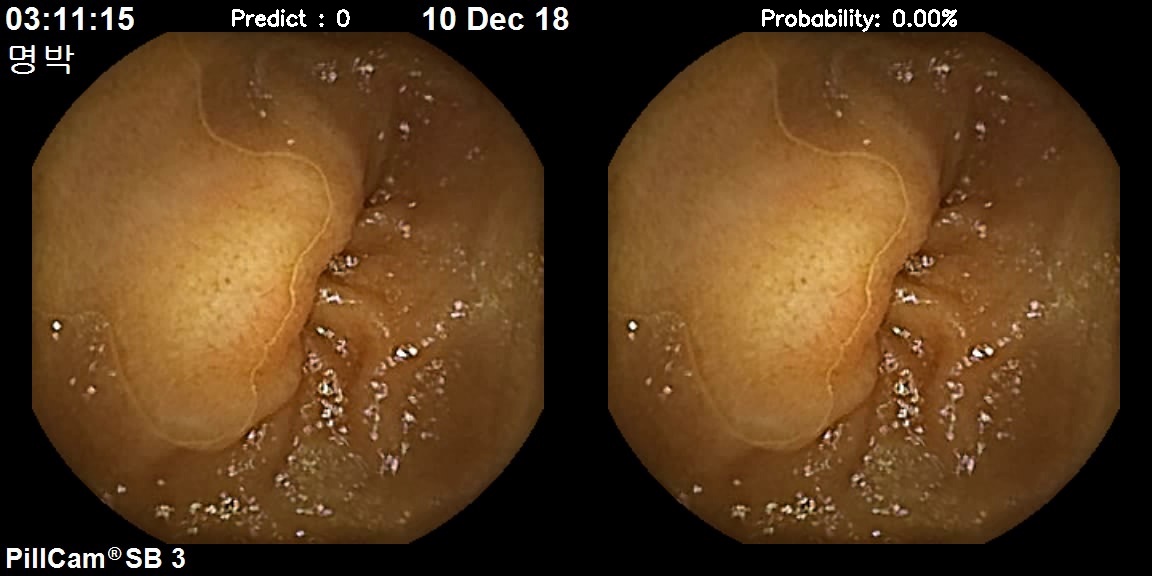 03:11:15
Predict : 0
10 Dec 18
Probability: 0.00%
명박
PillCam® SB 3